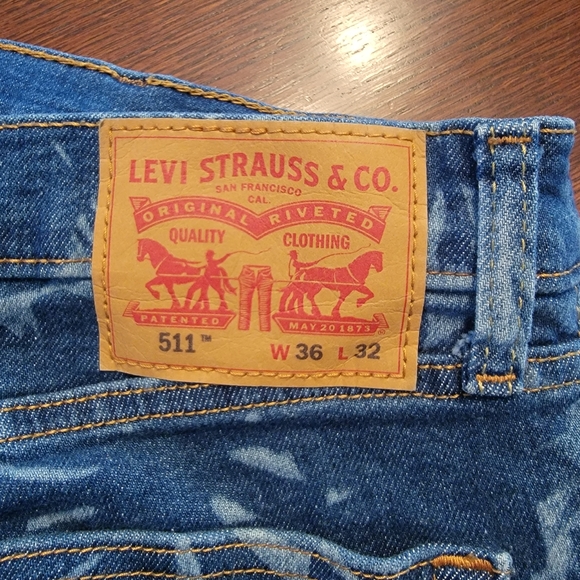 LEVI STRAUSS & CO.
SAN FRANCISCO
CAL.
ORIGINAL RIVETED
QUALITY CLOTHING
PATENTED MAY 20 1873
511™ W 36 L 32